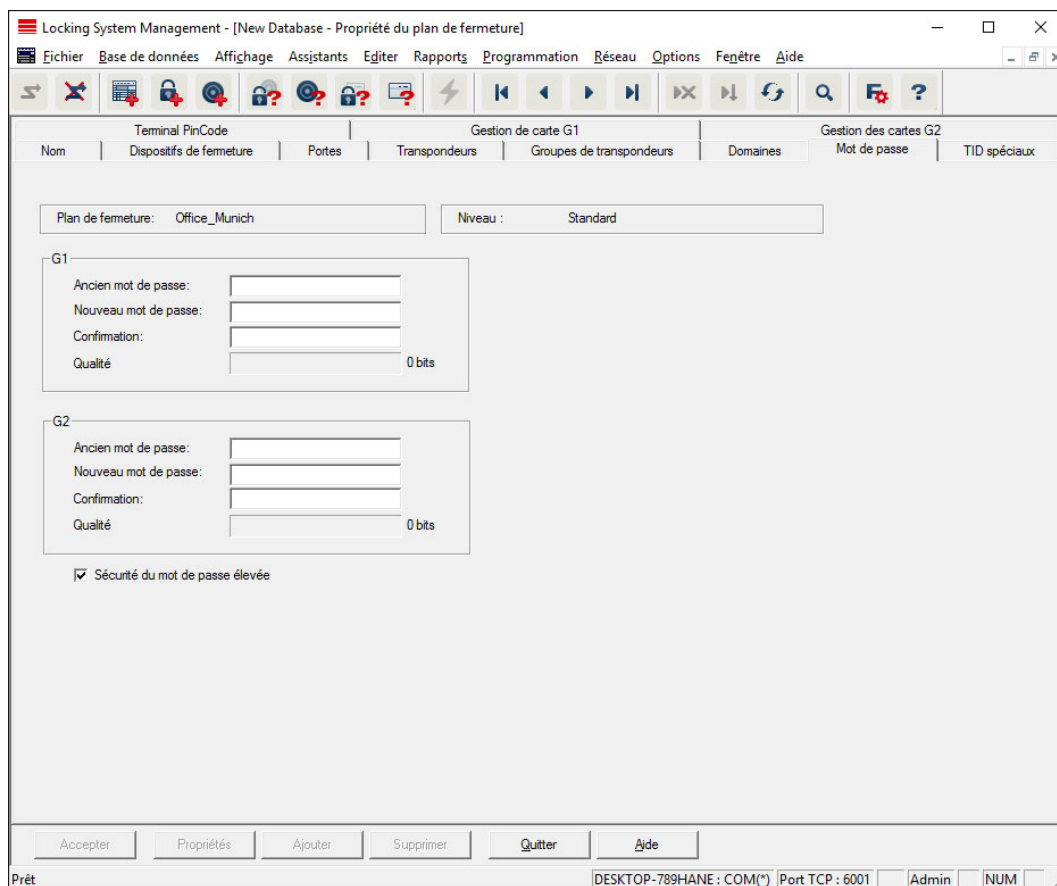 Locking System Management - [New Database - Propriété du plan de fermeture]
Fichier Base de données Affichage Assistants Editer Rapports Programmation Réseau Options Fenêtre Aide
Terminal PinCode Gestion de carte G1 Gestion des cartes G2
Nom Dispositifs de fermeture Portes Transpondeurs Groupes de transpondeurs Domaines Mot de passe TID spéciaux
Plan de fermeture: Office_Munich Niveau : Standard
G1
Ancien mot de passe:
Nouveau mot de passe:
Confirmation:
Qualité 0 bits
G2
Ancien mot de passe:
Nouveau mot de passe:
Confirmation:
Qualité 0 bits
Sécurité du mot de passe élevée
Accepter Propriétés Ajouter Supprimer Quitter Aide
Prêt DESKTOP-789HANE : COM(*) Port TCP : 6001 Admin NUM